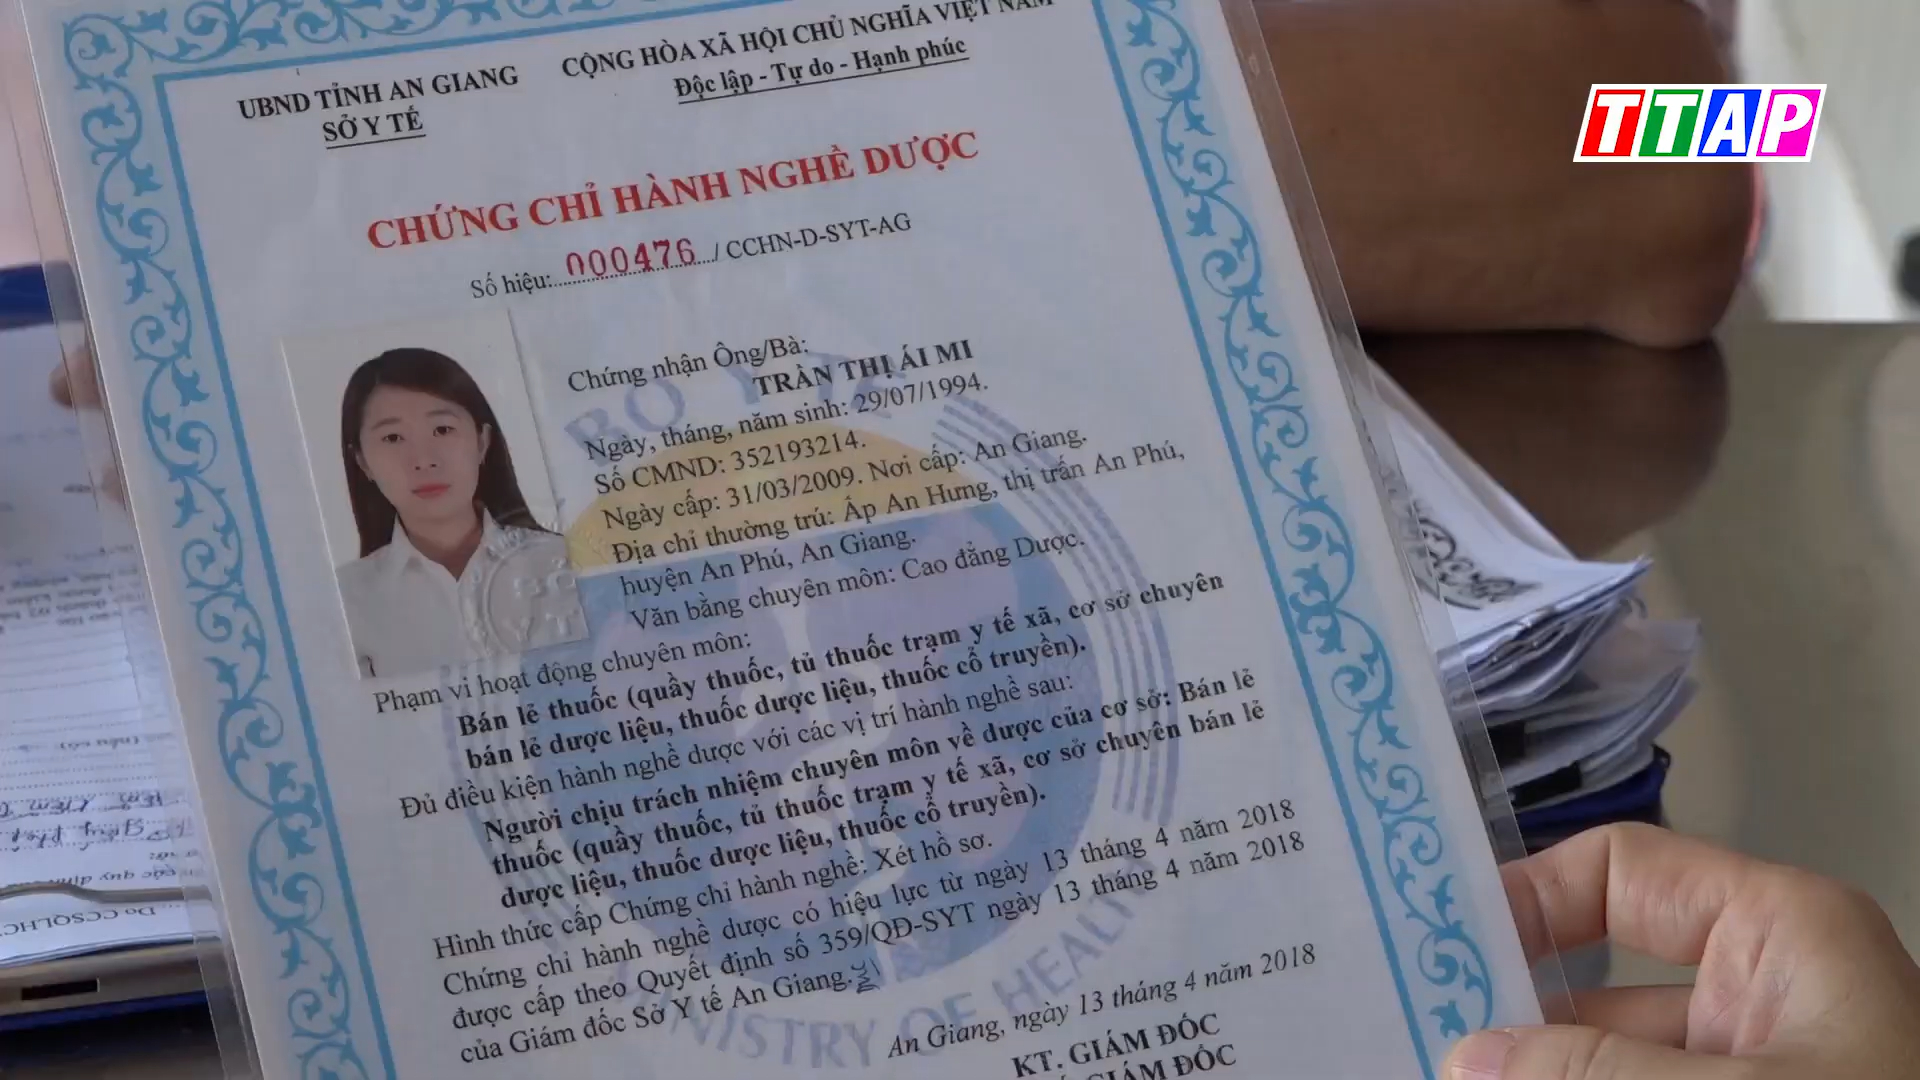 TTAP
UBND TỈNH AN GIANG
SỞ Y TẾ
CỘNG HÒA XÃ HỘI CHỦ NGHĨA VIỆT NAM
Độc lập - Tự do - Hạnh phúc
CHỨNG CHỈ HÀNH NGHỀ DƯỢC
Số hiệu:........000476...../ CCHN-D-SYT-AG
Chứng nhận Ông/Bà:
TRẦN THỊ ÁI MI
Ngày, tháng, năm sinh: 29/07/1994.
Số CMND: 352193214.
Ngày cấp: 31/03/2009. Nơi cấp: An Giang.
Địa chỉ thường trú: Ấp An Hưng, thị trấn An Phú,
huyện An Phú, An Giang.
Văn bằng chuyên môn: Cao đẳng Dược.
Phạm vi hoạt động chuyên môn:
Bán lẻ thuốc (quầy thuốc, tủ thuốc trạm y tế xã, cơ sở chuyên
bán lẻ dược liệu, thuốc dược liệu, thuốc cổ truyền).
Đủ điều kiện hành nghề dược với các vị trí hành nghề sau:
Người chịu trách nhiệm chuyên môn về dược của cơ sở: Bán lẻ
thuốc (quầy thuốc, tủ thuốc trạm y tế xã, cơ sở chuyên bán lẻ
dược liệu, thuốc dược liệu, thuốc cổ truyền).
Hình thức cấp Chứng chỉ hành nghề: Xét hồ sơ.
Chứng chỉ hành nghề dược có hiệu lực từ ngày 13 tháng 4 năm 2018
được cấp theo Quyết định số 359/QĐ-SYT ngày 13 tháng 4 năm 2018
của Giám đốc Sở Y tế An Giang.
An Giang, ngày 13 tháng 4 năm 2018
KT. GIÁM ĐỐC
GIÁM ĐỐC
BỘ Y TẾ
MINISTRY OF HEALTH